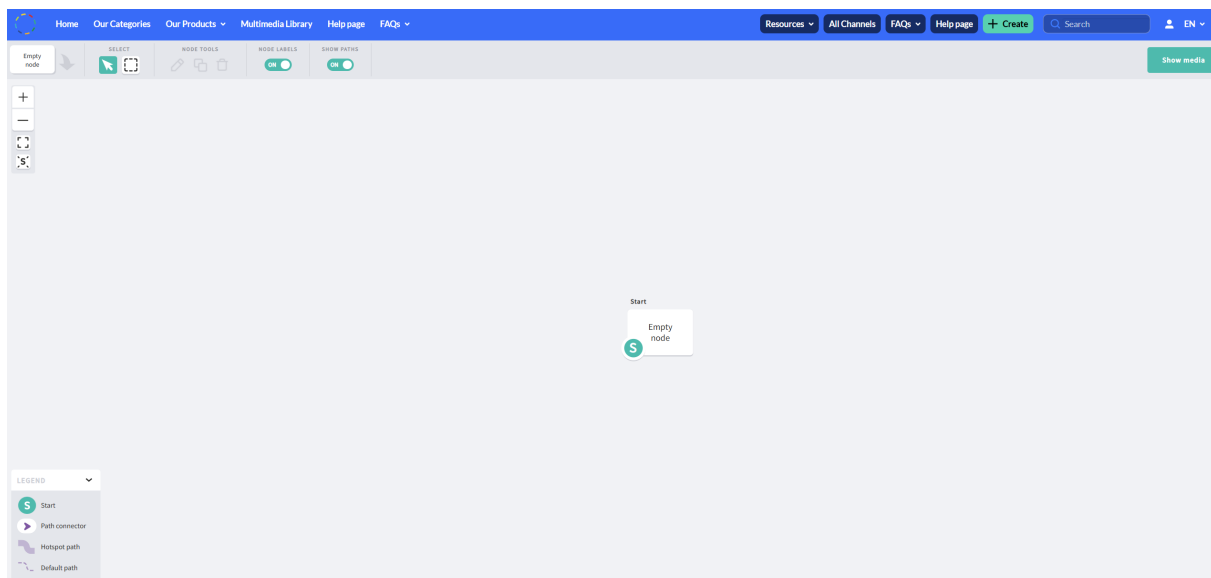 Home Our Categories Our Products Multimedia Library Help page FAQs Resources All Channels FAQs Help page + Create Search EN
Empty
node
SELECT
NODE TOOLS
NODE LABELS
ON
SHOW PATHS
ON
Show media
S
Start
Empty
node
S
LEGEND
S Start
Path connector
Hotspot path
Default path